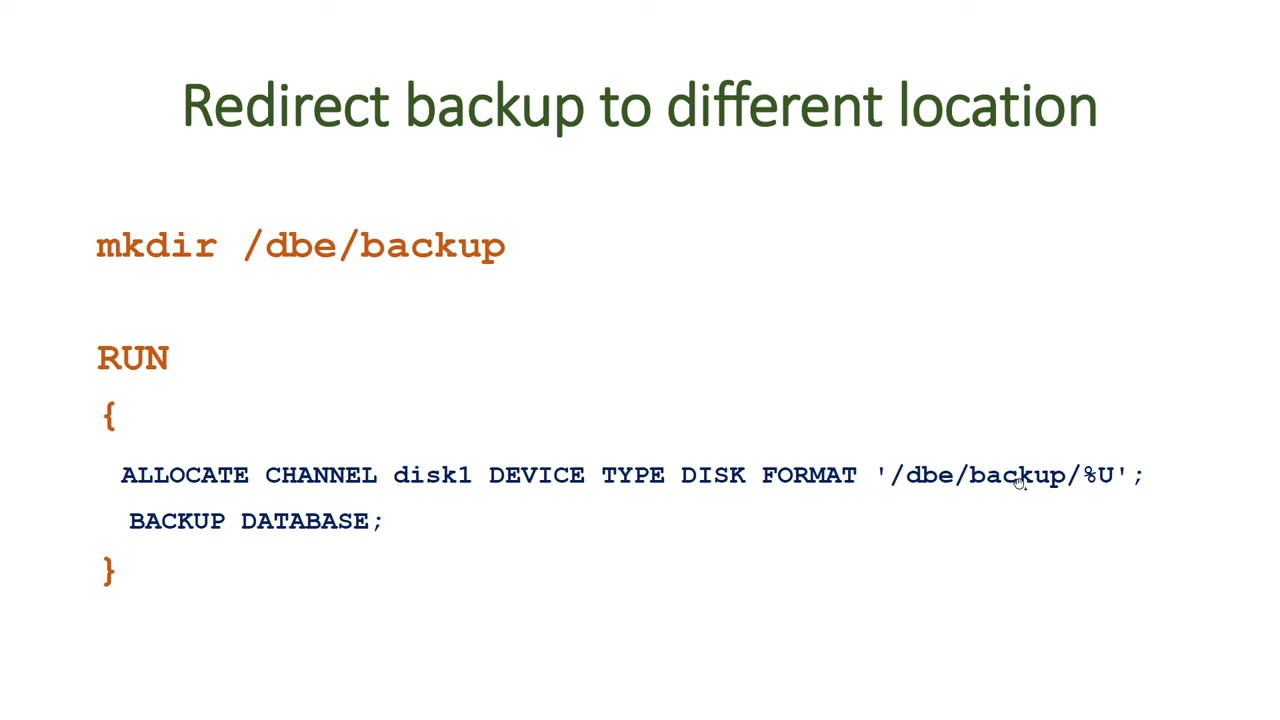 Redirect backup to different location
mkdir /dbe/backup
RUN
{
ALLOCATE CHANNEL disk1 DEVICE TYPE DISK FORMAT '/dbe/backup/%U';
BACKUP DATABASE;
}